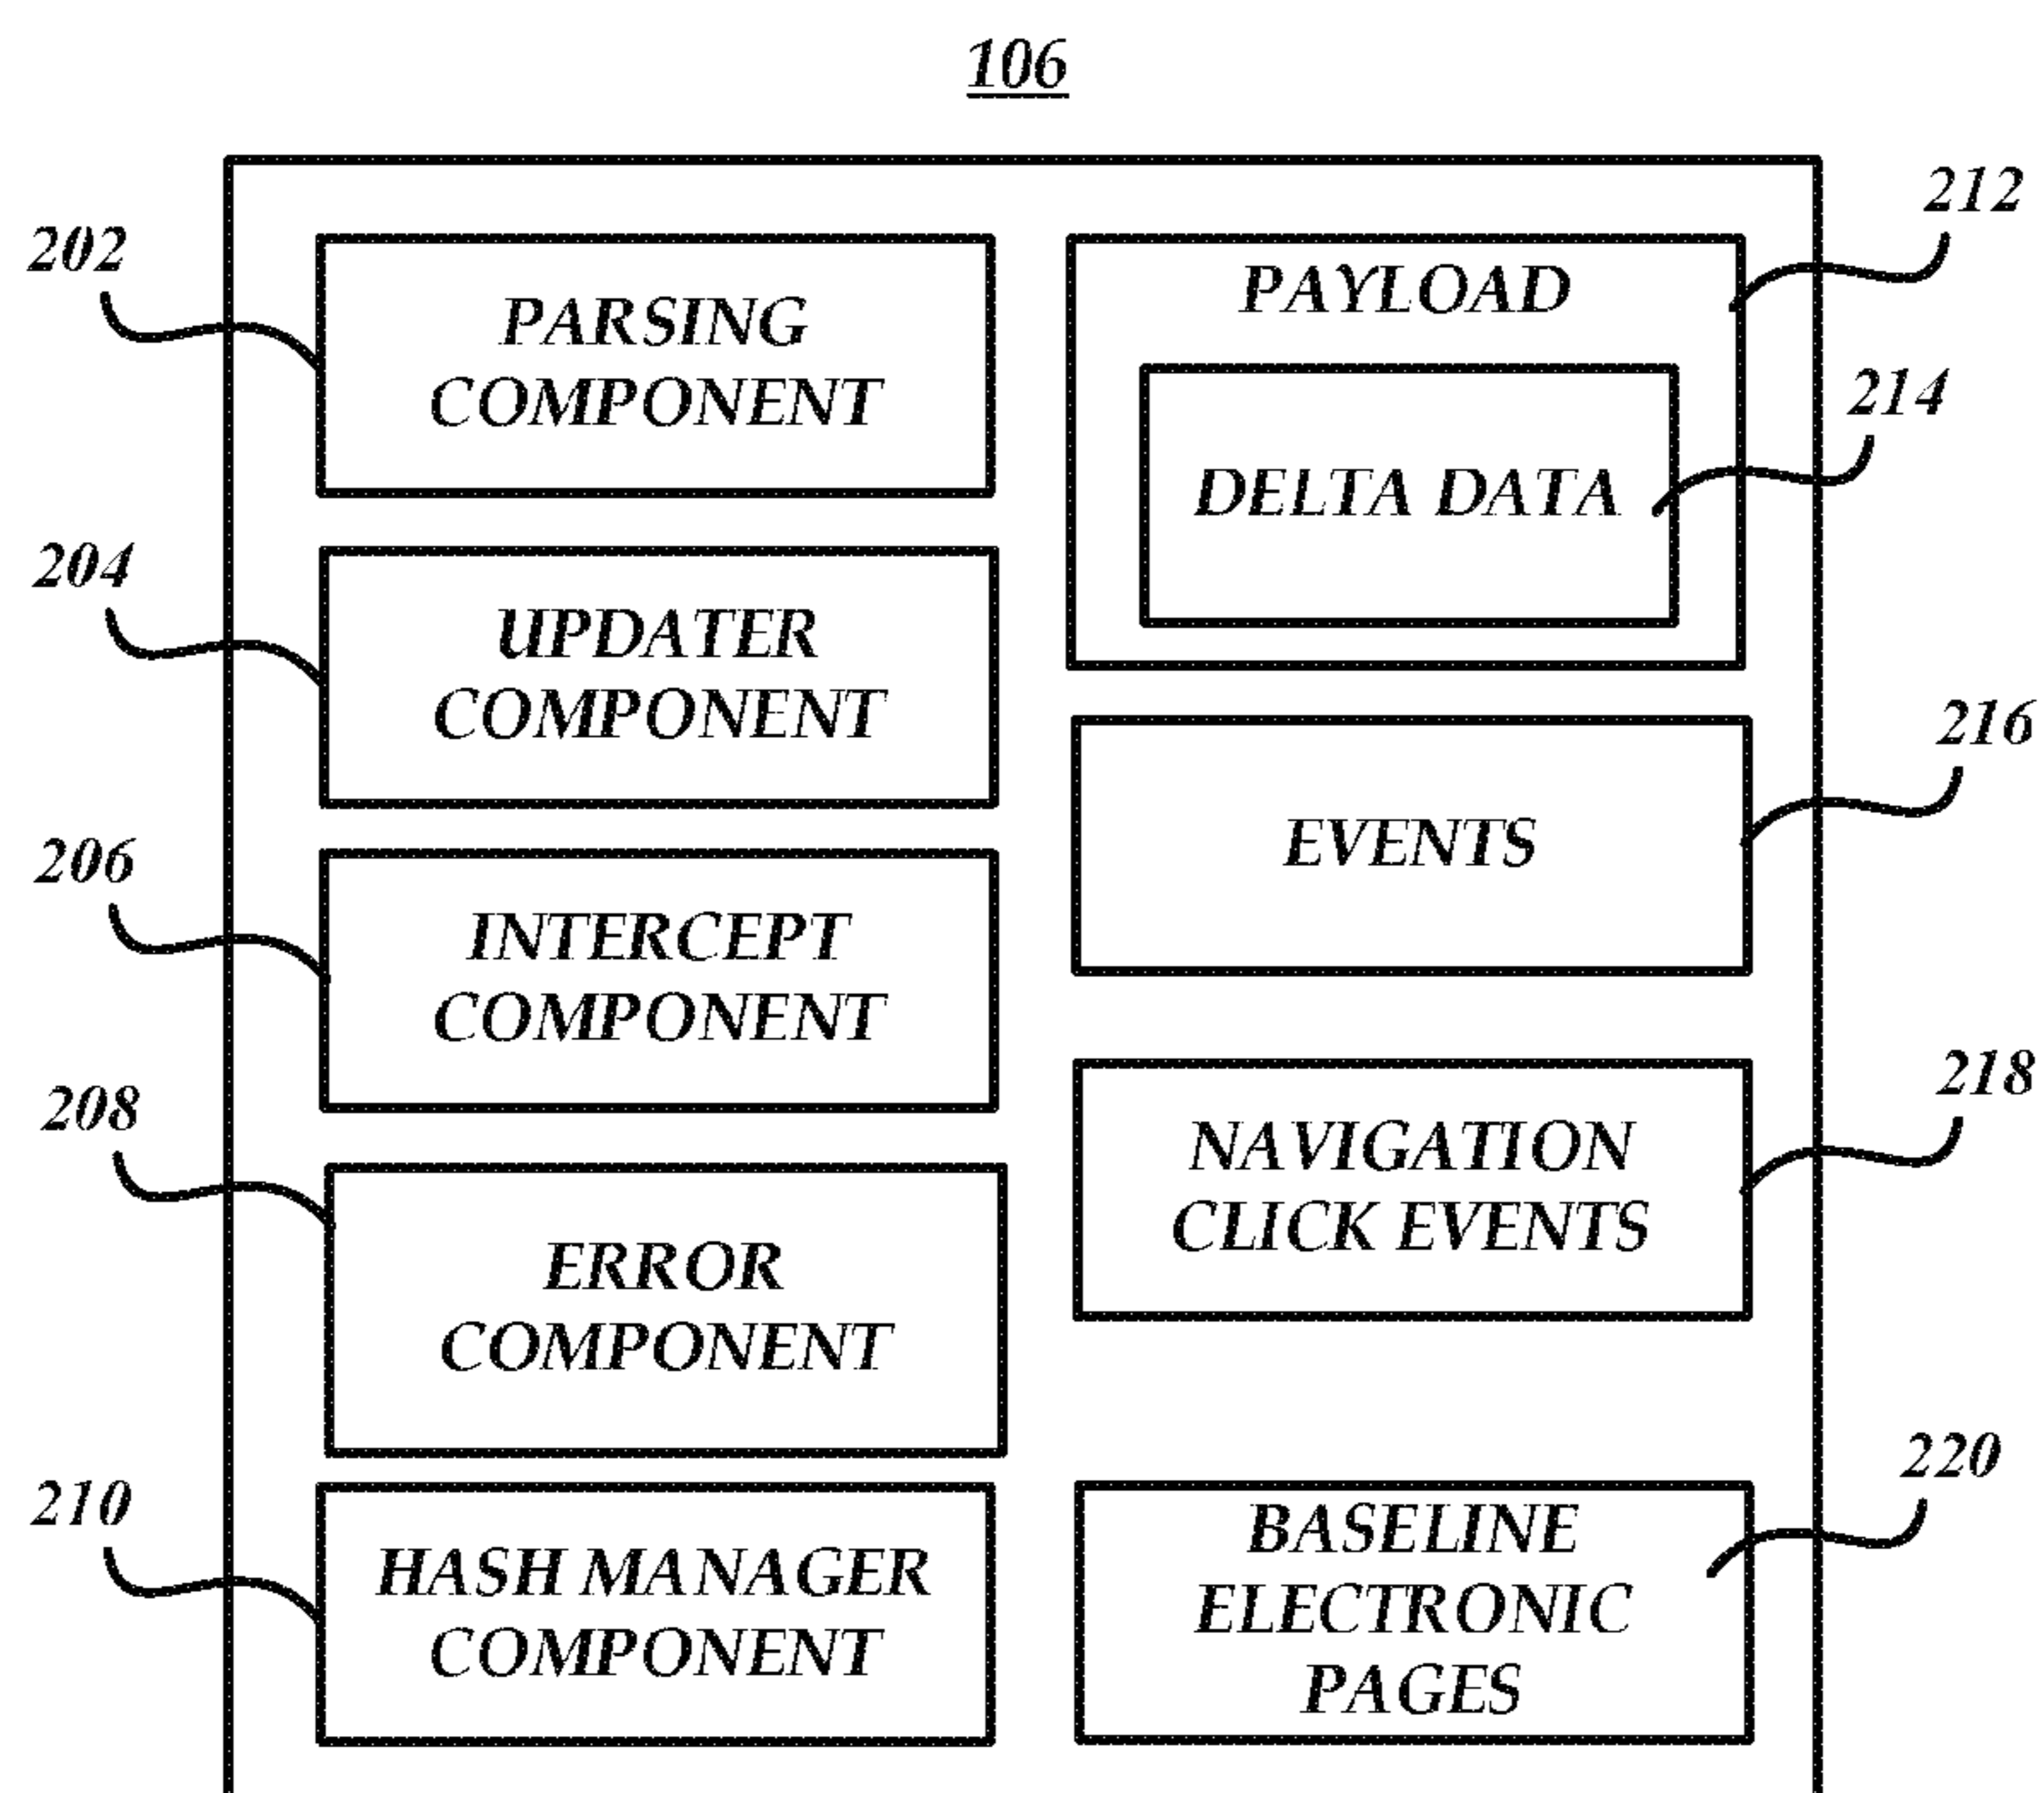 106
202
PARSING
COMPONENT
204
UPDATER
COMPONENT
206
INTERCEPT
COMPONENT
208
ERROR
COMPONENT
210
HASH MANAGER
COMPONENT
212
PAYLOAD
214
DELTA DATA
216
EVENTS
218
NAVIGATION
CLICK EVENTS
220
BASELINE
ELECTRONIC
PAGES